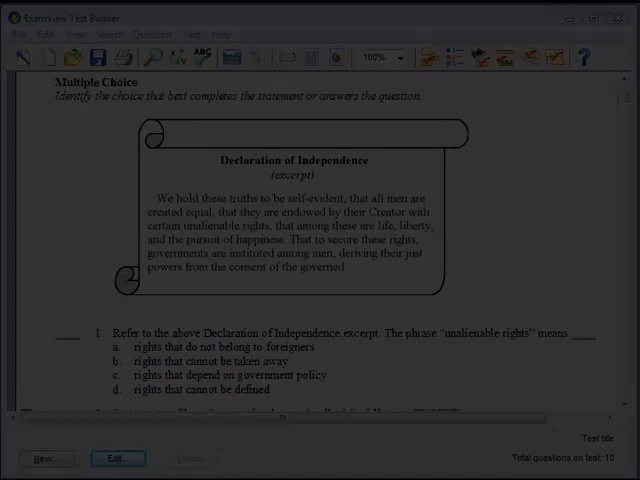 Examview Test Builder
File Edit View Select Question Test Help
ABC 100% ?
Multiple Choice
Identify the choice that best completes the statement or answers the question.
Declaration of Independence
(excerpt)
We hold these truths to be self-evident, that all men are
created equal, that they are endowed by their Creator with
certain unalienable rights, that among these are life, liberty,
and the pursuit of happiness. That to secure these rights,
governments are instituted among men, deriving their just
powers from the consent of the governed
____ 1. Refer to the above Declaration of Independence excerpt. The phrase “unalienable rights” means ____
a. rights that do not belong to foreigners
b. rights that cannot be taken away
c. rights that depend on government policy
d. rights that cannot be defined
Test title
New... Edit... Delete... Total questions on test: 10